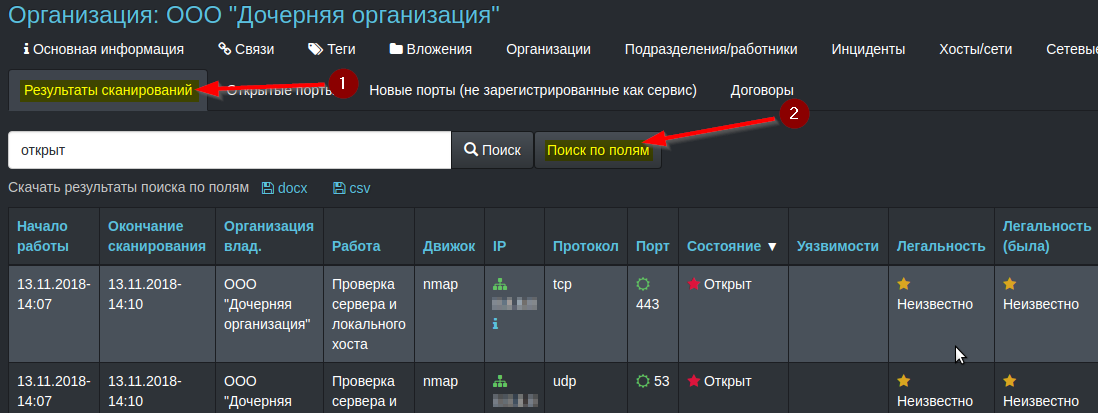 Организация: ООО "Дочерняя организация"
Основная информация Связи Теги Вложения Организации Подразделения/работники Инциденты Хосты/сети Сетевые
Результаты сканирований Открытые порты 1 Новые порты (не зарегистрированные как сервис) Договоры
2
открыт Поиск Поиск по полям
Скачать результаты поиска по полям docx csv
Начало работы Окончание сканирования Организация влад. Работа Движок IP Протокол Порт Состояние ▼ Уязвимости Легальность Легальность (была)
13.11.2018-14:07 13.11.2018-14:10 ООО "Дочерняя организация" Проверка сервера и локального хоста nmap tcp 443 Открыт Неизвестно Неизвестно
13.11.2018-14:07 13.11.2018-14:10 ООО "Дочерняя Проверка сервера и nmap udp 53 Открыт Неизвестно Неизвестно